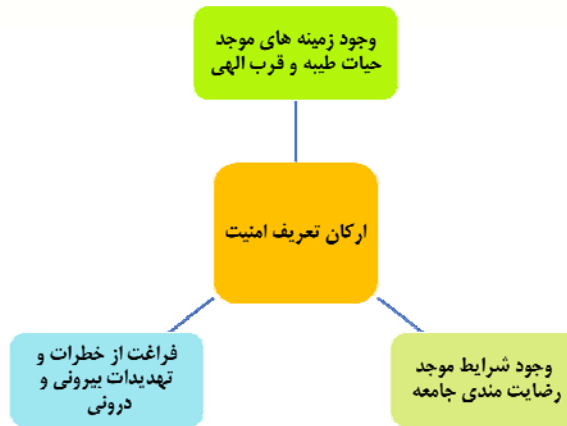 وجود زمینه های موجد
حیات طیبه و قرب الهی
ارکان تعریف امنیت
وجود شرایط موجد
رضایت مندی جامعه
فراغت از خطرات و
تهدیدات بیرونی و
درونی